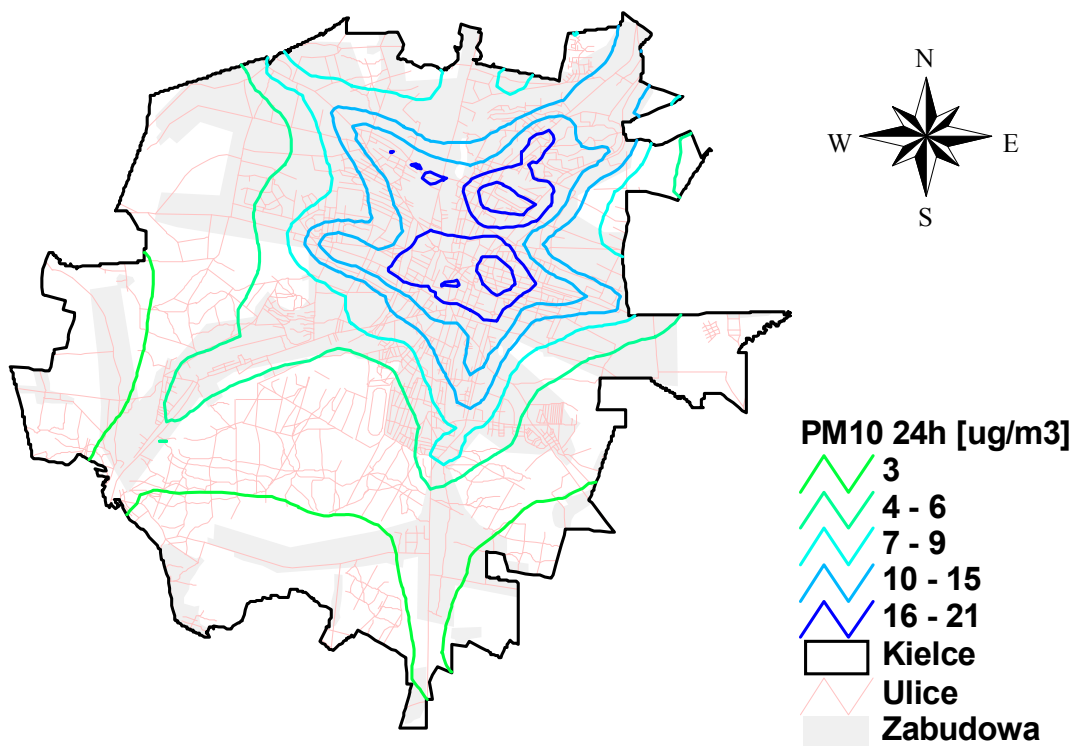 N
W E
S
PM10 24h [ug/m3]
3
4 - 6
7 - 9
10 - 15
16 - 21
Kielce
Ulice
Zabudowa